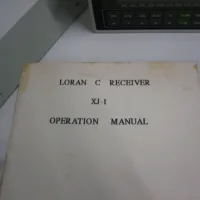 LORAN C RECEIVER
XJ-1
OPERATION MANUAL